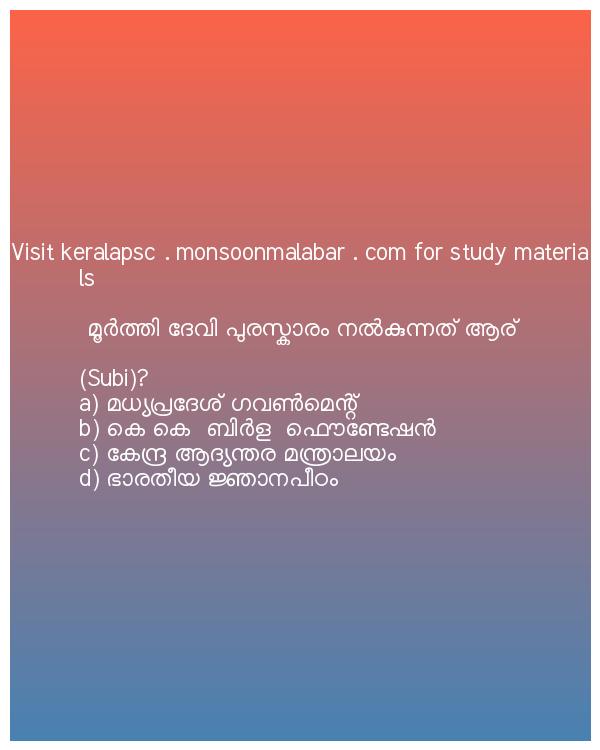 Visit keralapsc . monsoonmalabar . com for study materia
ls
മൂർത്തി ദേവി പുരസ്കാരം നൽകുന്നത് ആര്
(Subi)?
a) മധ്യപ്രദേശ് ഗവൺമെന്റ്
b) കെ കെ  ബിർള  ഫൌണ്ടേഷൻ
c) കേന്ദ്ര ആദ്യന്തര മന്ത്രാലയം
d) ഭാരതീയ ജ്ഞാനപീഠം